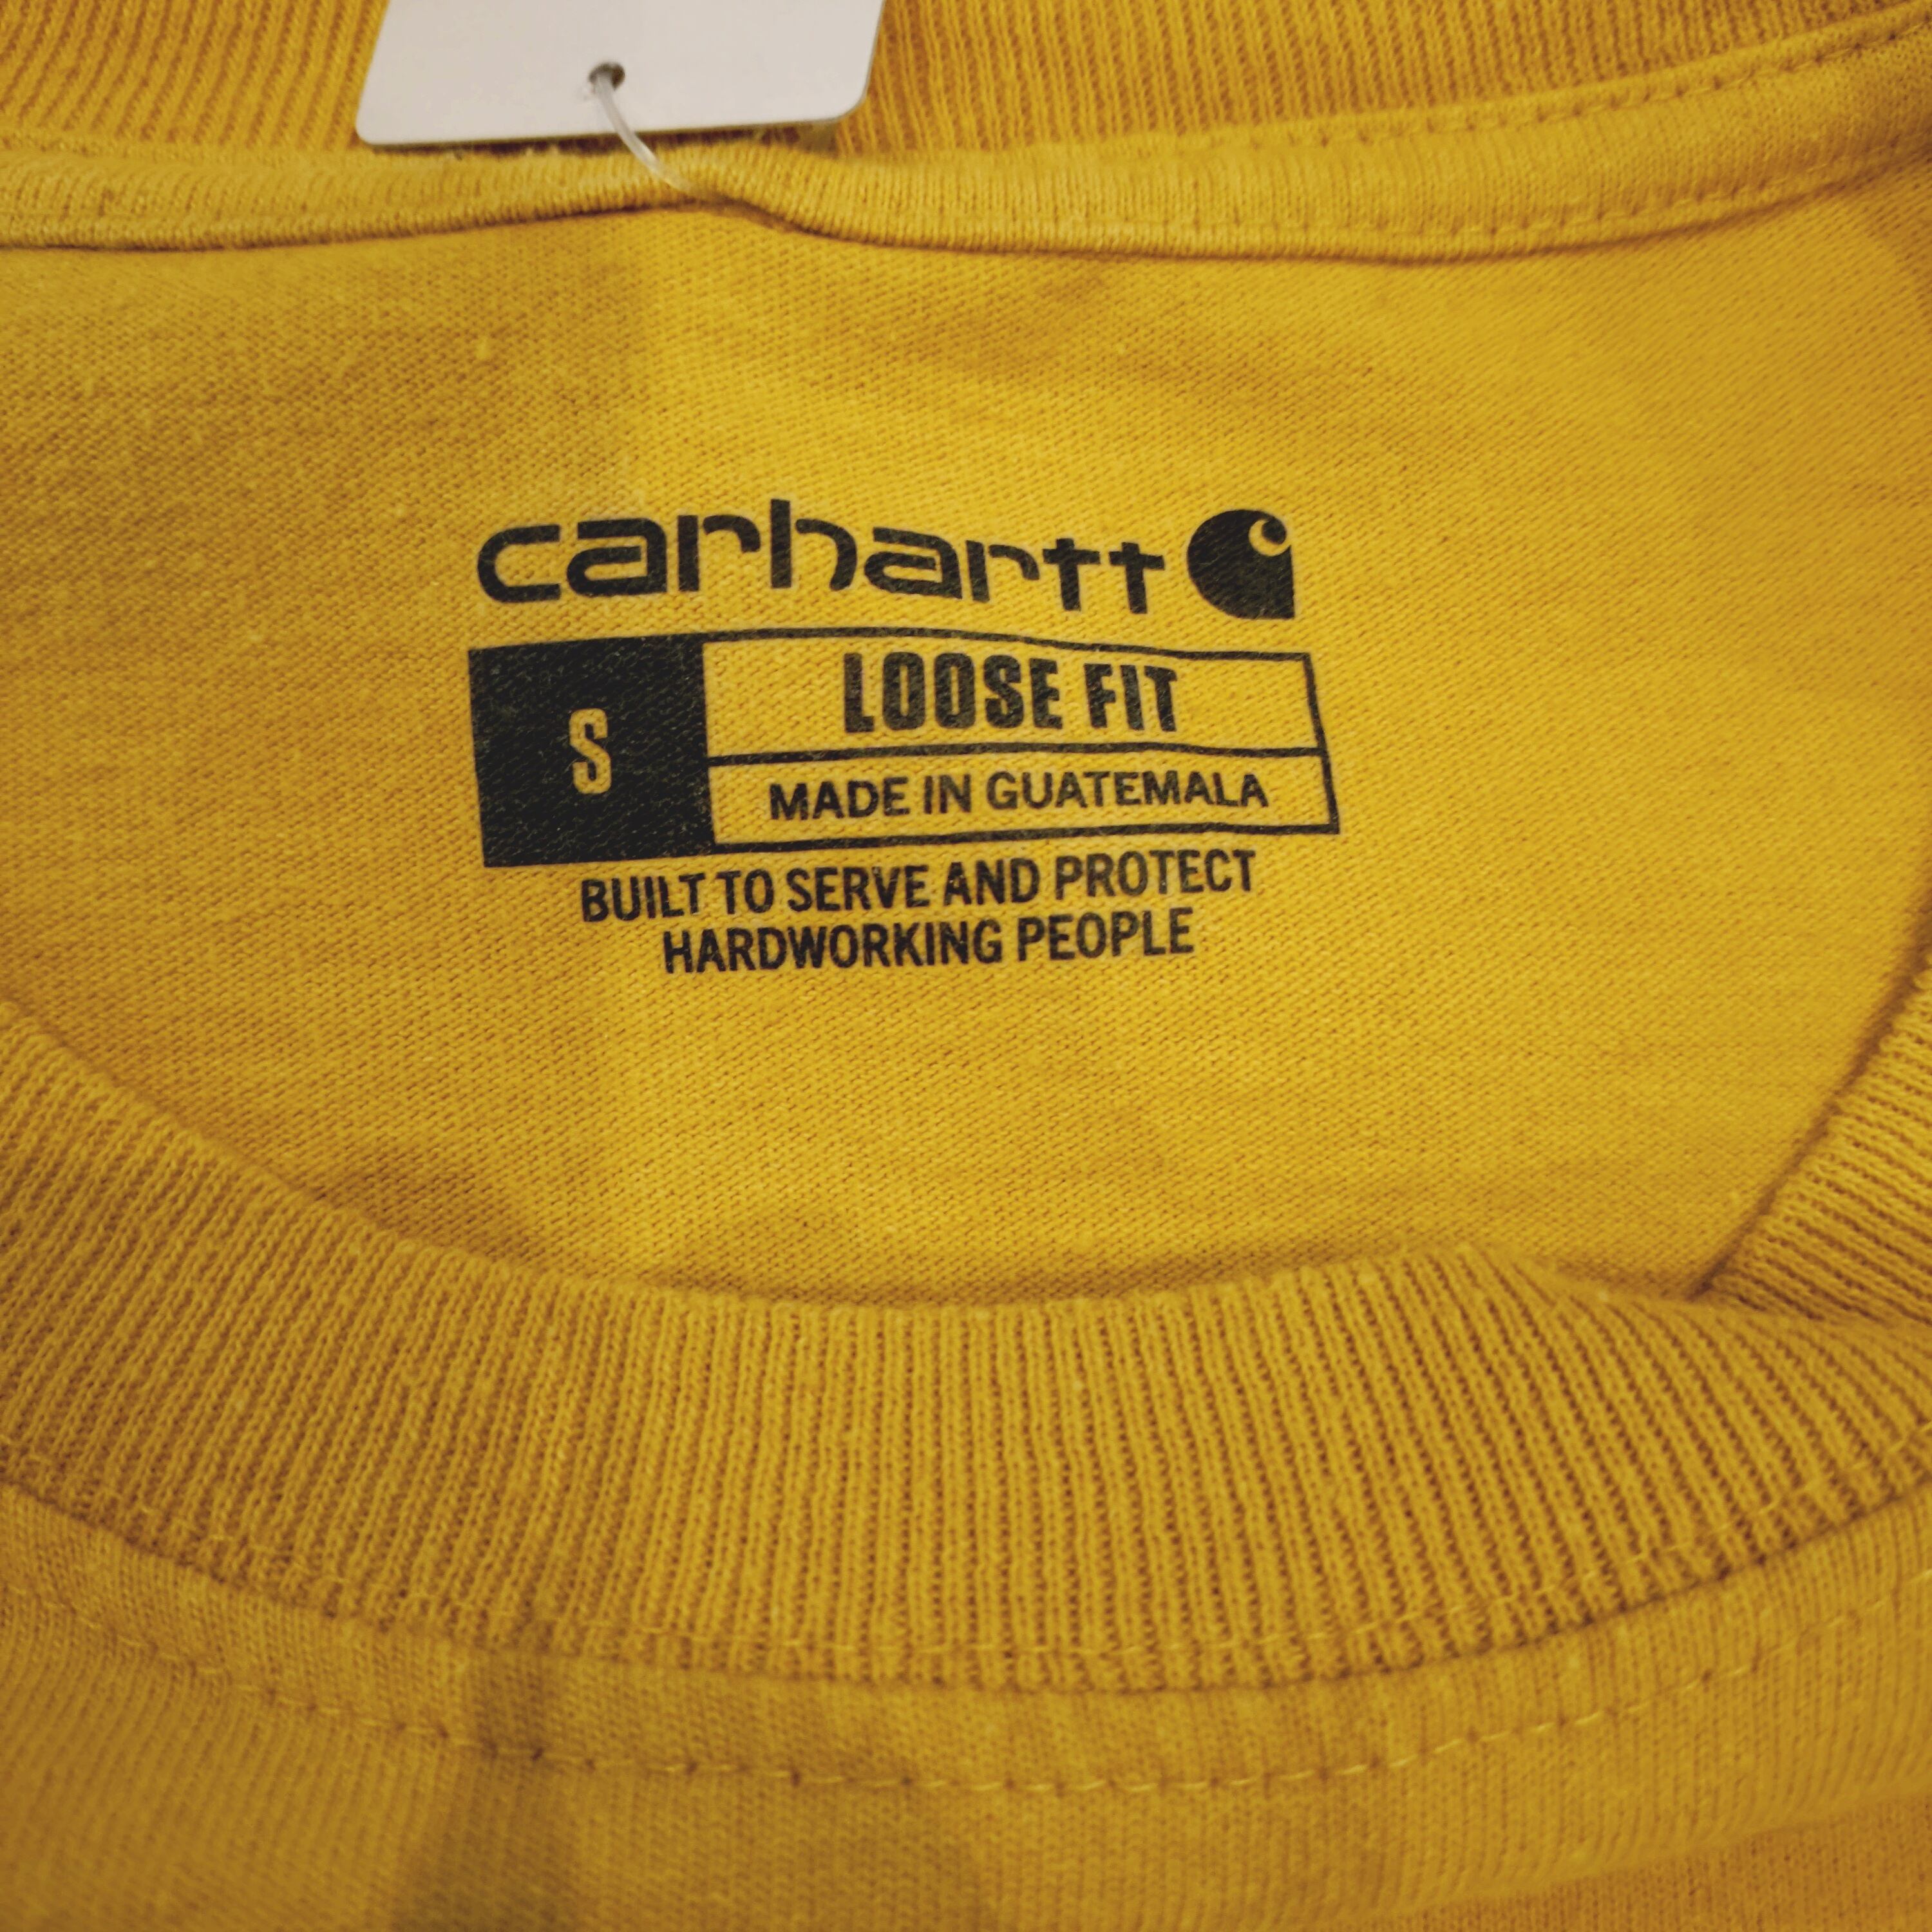 carhartt
S
LOOSE FIT
MADE IN GUATEMALA
BUILT TO SERVE AND PROTECT
HARDWORKING PEOPLE